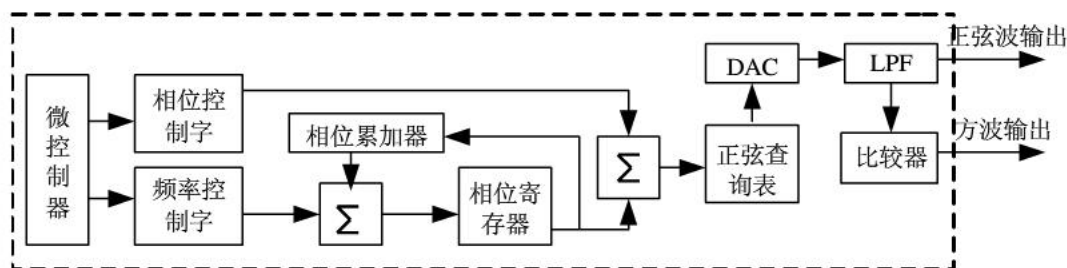 微控制器
相位控
制字
频率控
制字
相位累加器
Σ
相位寄
存器
Σ
正弦查
询表
DAC
LPF
比较器
正弦波输出
方波输出